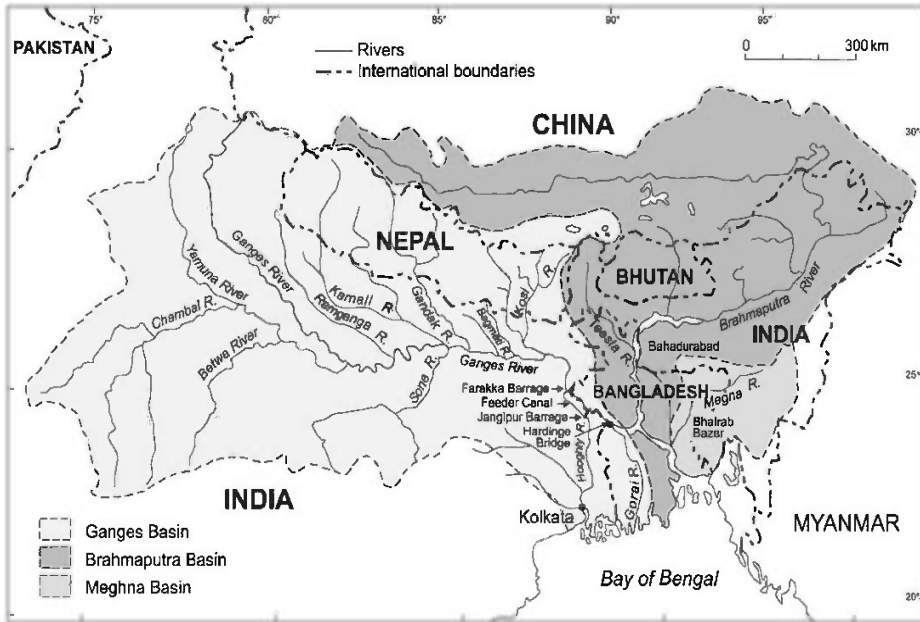 75°
80°
85°
90°
95°
PAKISTAN
Rivers
International boundaries
0
300 km
CHINA
30°
NEPAL
BHUTAN
Yamuna River
Ganges River
Ramganga R.
Karnali R.
Gandak R.
Bagmati R.
Kosi R.
Teesta R.
Brahmaputra River
INDIA
Chambal R.
Betwa River
Sone R.
Ganges River
Bahadurabad
25°
Farakka Barrage
Feeder Canal
Jangipur Barrage
Hardinge
Bridge
BANGLADESH
Megna R.
Bhairab
Bazar
Hooghly R.
Gorai R.
INDIA
Kolkata
MYANMAR
Ganges Basin
Brahmaputra Basin
Meghna Basin
Bay of Bengal
20°